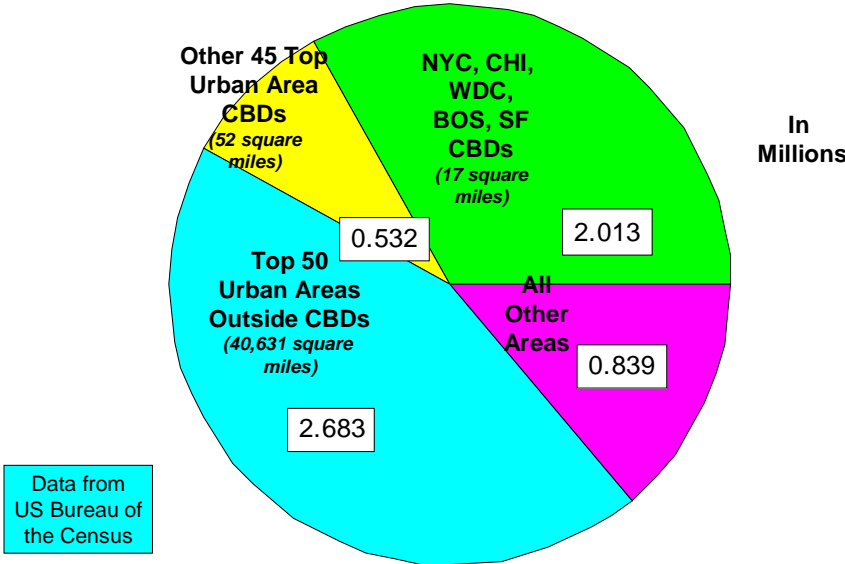 Other 45 Top
Urban Area
CBDs
(52 square
miles)
NYC, CHI,
WDC,
BOS, SF
CBDs
(17 square
miles)
In
Millions
0.532
2.013
Top 50
Urban Areas
Outside CBDs
(40,631 square
miles)
All
Other
Areas
0.839
2.683
Data from
US Bureau of
the Census